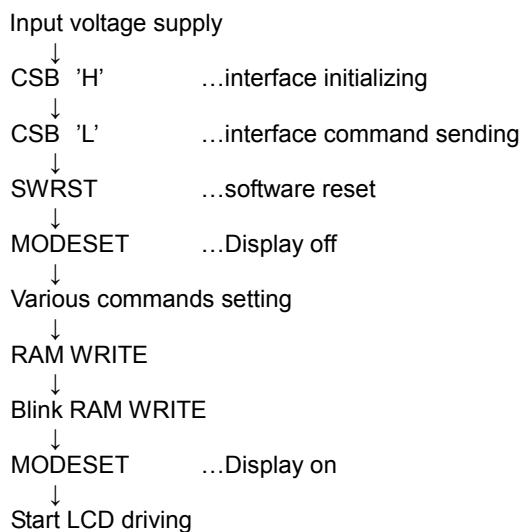 Input voltage supply
↓
CSB ’H’ …interface initializing
↓
CSB ’L’ …interface command sending
↓
SWRST …software reset
↓
MODESET …Display off
↓
Various commands setting
↓
RAM WRITE
↓
Blink RAM WRITE
↓
MODESET …Display on
↓
Start LCD driving